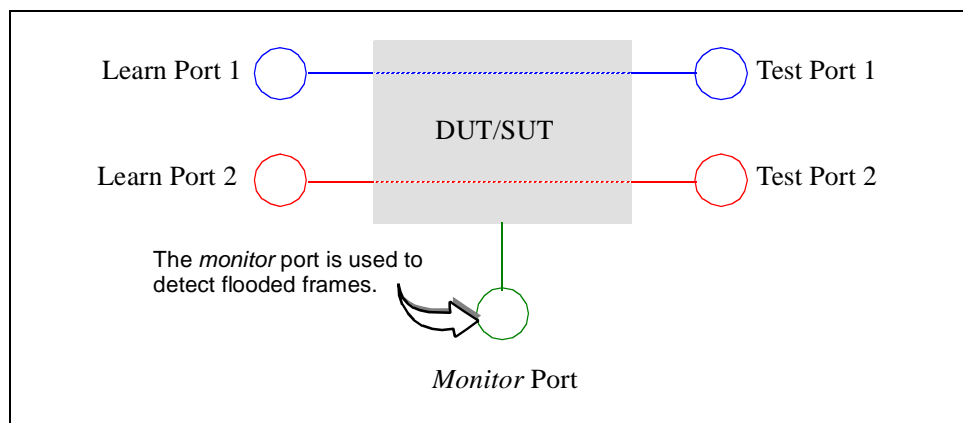 Learn Port 1
Test Port 1
DUT/SUT
Learn Port 2
Test Port 2
The monitor port is used to
detect flooded frames.
Monitor Port